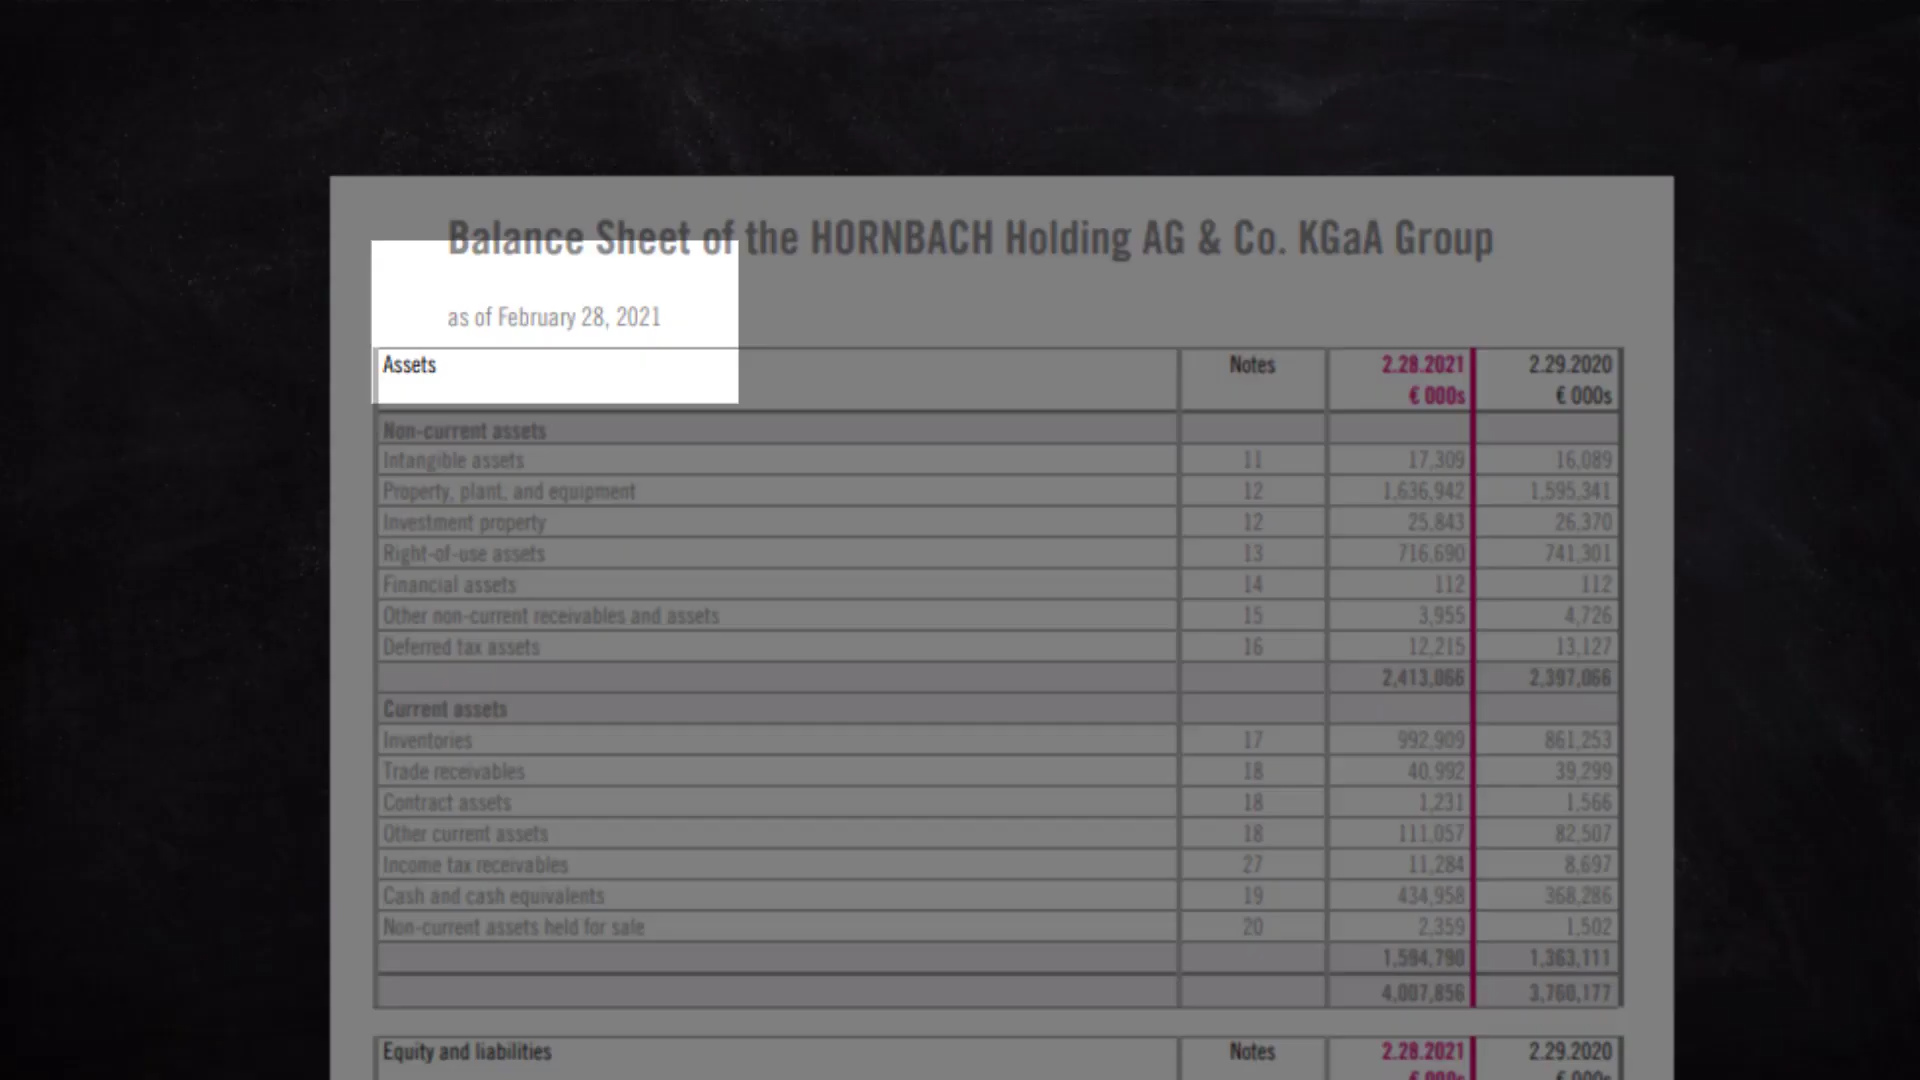 Balance Sheet of the HORNBACH Holding AG & Co. KGaA Group
as of February 28, 2021
Assets Notes 2.28.2021 2.29.2020
€ 000s € 000s
Non-current assets
Intangible assets 11 17,309 16,089
Property, plant, and equipment 12 1,636,942 1,595,341
Investment property 12 25,843 26,370
Right-of-use assets 13 716,690 741,301
Financial assets 14 112 112
Other non-current receivables and assets 15 3,955 4,726
Deferred tax assets 16 12,215 13,127
2,413,066 2,397,066
Current assets
Inventories 17 992,909 861,253
Trade receivables 18 40,992 39,299
Contract assets 18 1,231 1,566
Other current assets 18 111,057 82,507
Income tax receivables 27 11,284 8,697
Cash and cash equivalents 19 434,958 368,286
Non-current assets held for sale 20 2,359 1,502
1,594,790 1,363,111
4,007,856 3,760,177
Equity and liabilities Notes 2.28.2021 2.29.2020
€ 000s € 000s